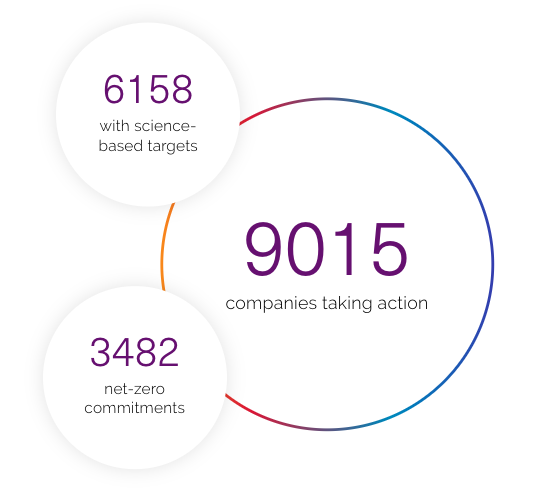 6158
with science-
based targets
9015
companies taking action
3482
net-zero
commitments